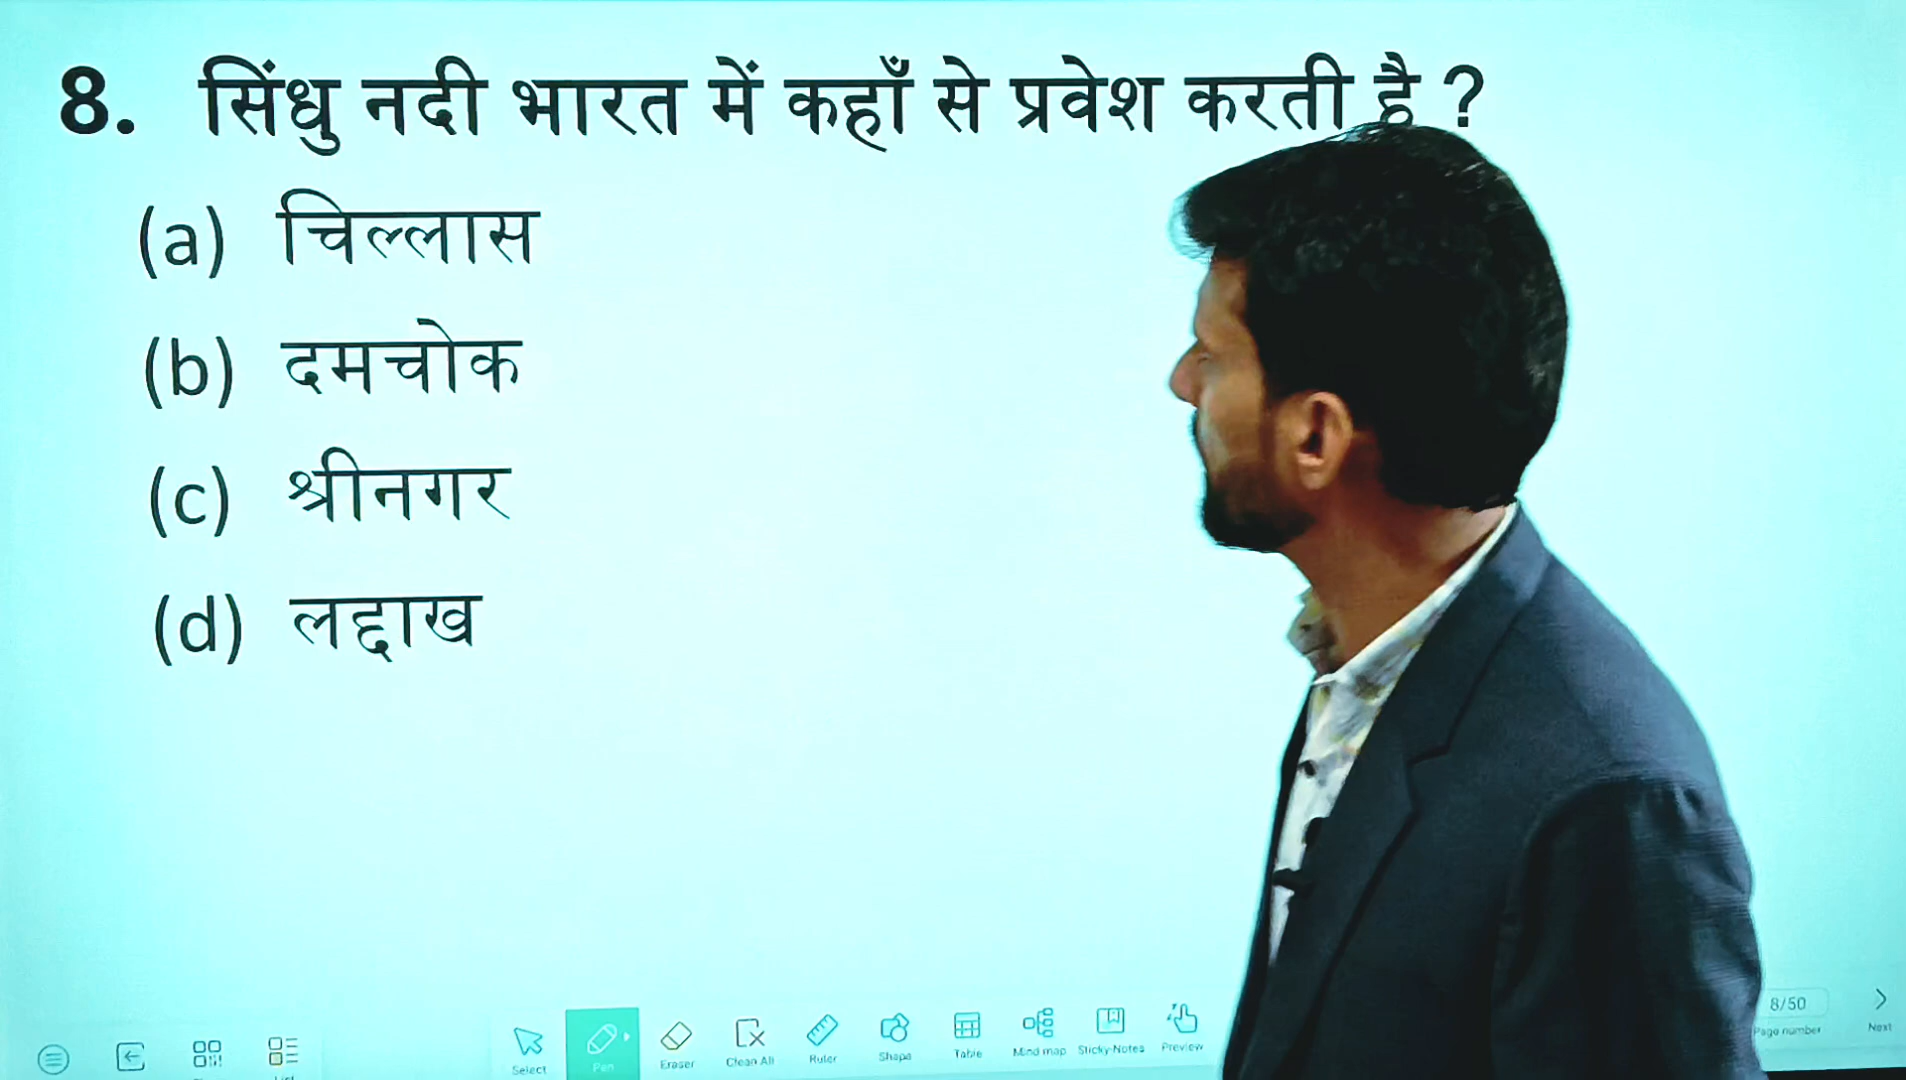 8. सिंधु नदी भारत में कहाँ से प्रवेश करती है ?
(a) चिल्लास
(b) दमचोक
(c) श्रीनगर
(d) लद्दाख
Select
Pen
Eraser
Clean All
Ruler
Shape
Table
Mind map
Sticky Notes
Preview
8/50
Page number
Next